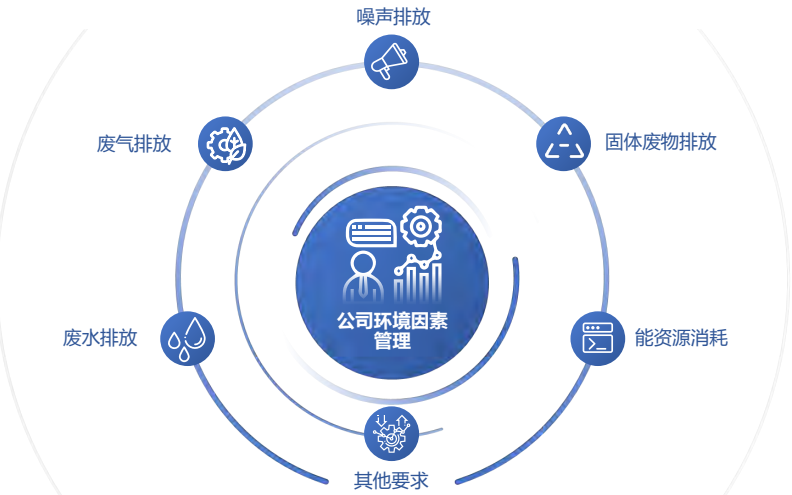 噪声排放
废气排放
固体废物排放
公司环境因素
管理
废水排放
能资源消耗
其他要求